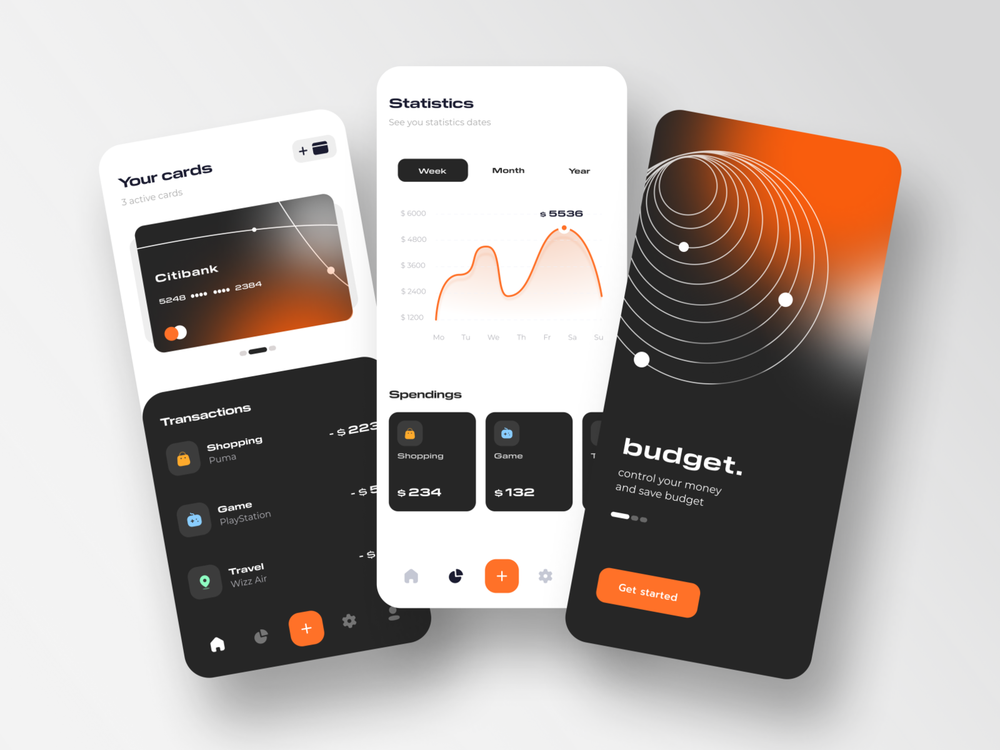 Your cards
3 active cards
Citibank
5248 •••• •••• 2384
Transactions
Shopping
Puma
- $ 223
Game
PlayStation
- $ 5
Travel
Wizz Air
- $
Statistics
See you statistics dates
Week Month Year
$ 6000
$ 5536
$ 4800
$ 3600
$ 2400
$ 1200
Mo Tu We Th Fr Sa Su
Spendings
Shopping
$ 234
Game
$ 132
T
budget.
control your money
and save budget
Get started